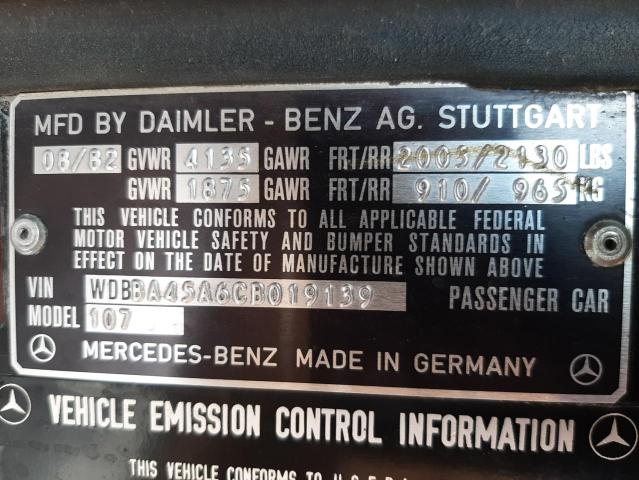 MFD BY DAIMLER - BENZ AG. STUTTGART
08/82 GVWR 4135 GAWR FRT/RR 2005/2130 LBS
GVWR 1875 GAWR FRT/RR 910/ 965 KG
THIS VEHICLE CONFORMS TO ALL APPLICABLE FEDERAL
MOTOR VEHICLE SAFETY AND BUMPER STANDARDS IN
EFFECT ON THE DATE OF MANUFACTURE SHOWN ABOVE
VIN WDBBA45A6CB019139 PASSENGER CAR
MODEL 107
MERCEDES-BENZ MADE IN GERMANY
VEHICLE EMISSION CONTROL INFORMATION
THIS VEHICLE CONFORMS TO U.S.